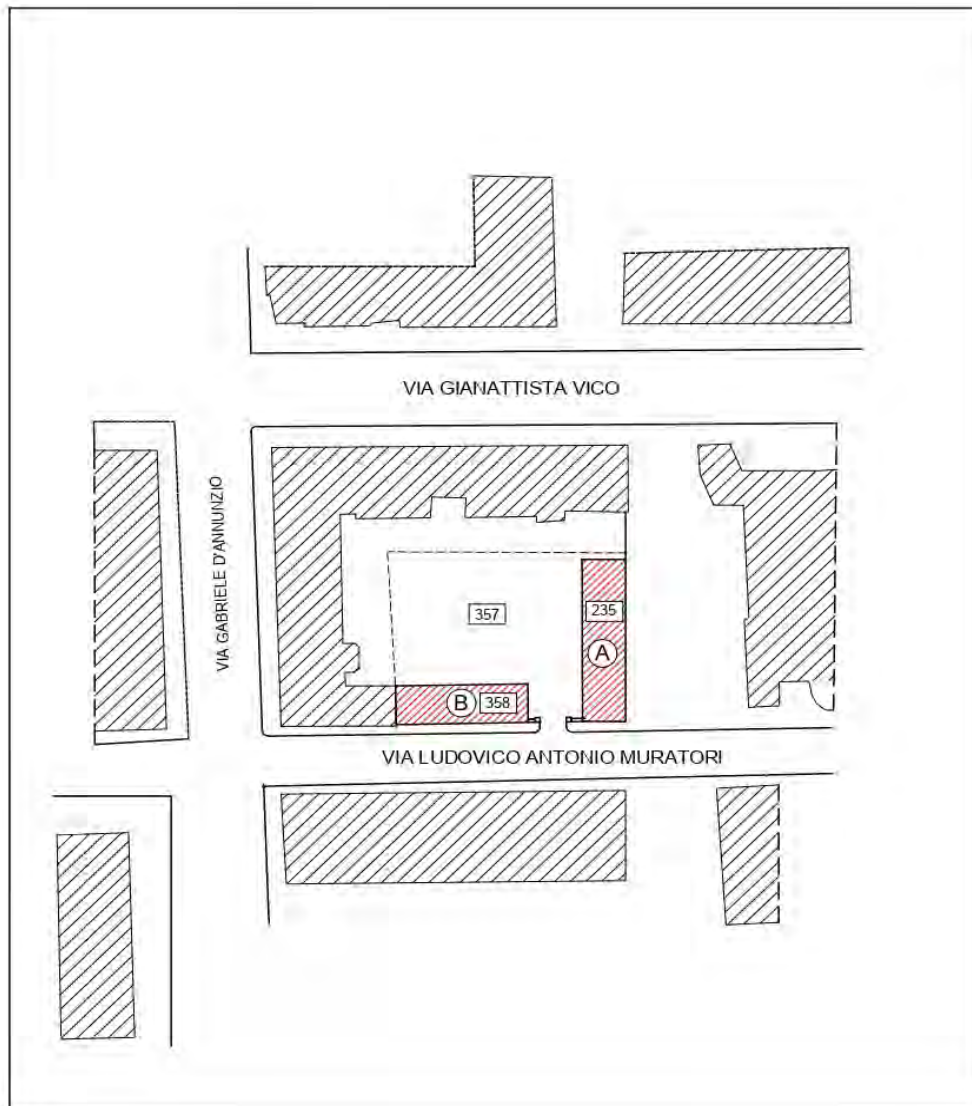 VIA GIANATTISTA VICO
VIA GABRIELE D'ANNUNZIO
357
235
A
B
358
VIA LUDOVICO ANTONIO MURATORI